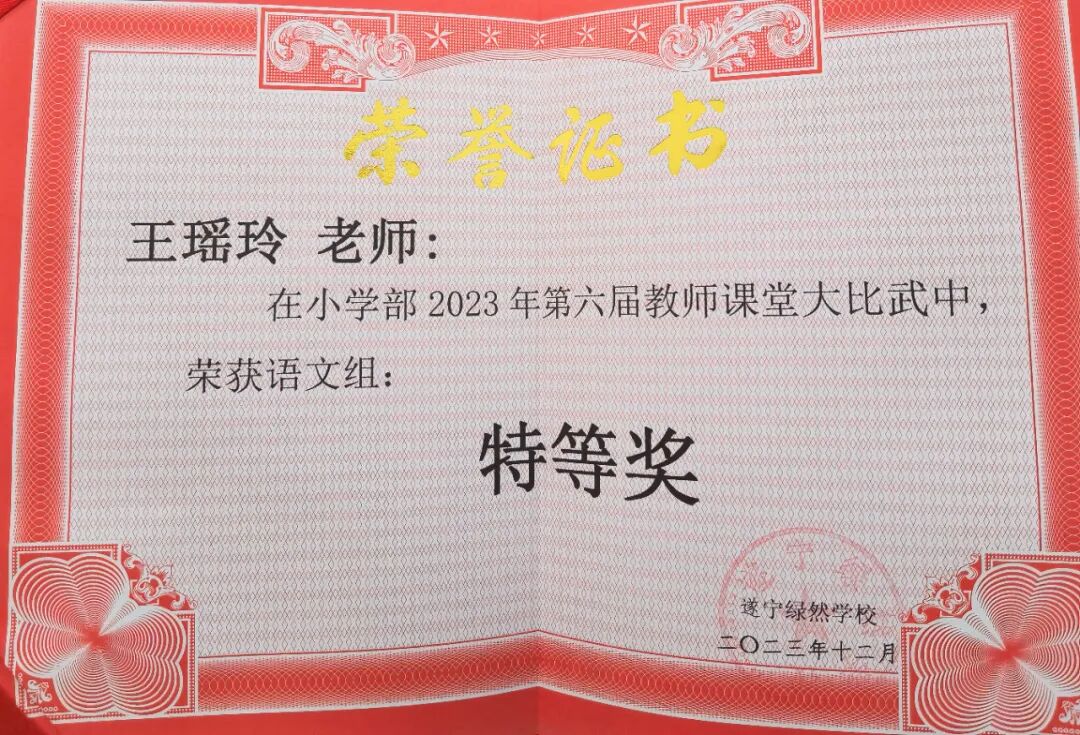 荣誉证书
王瑶玲 老师：
在小学部2023年第六届教师课堂大比武中，
荣获语文组：
特等奖
遂宁绿然学校
二〇二三年十二月